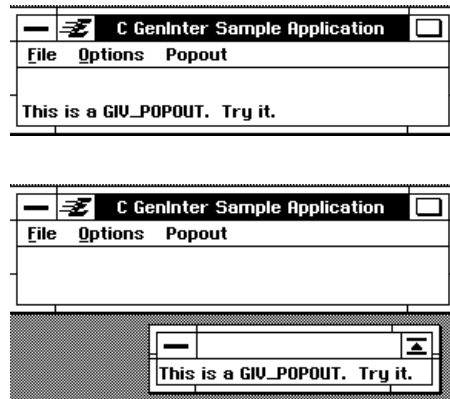 C GenInter Sample Application
File Options Popout
This is a GIV_POPOUT. Try it.
C GenInter Sample Application
File Options Popout
This is a GIV_POPOUT. Try it.